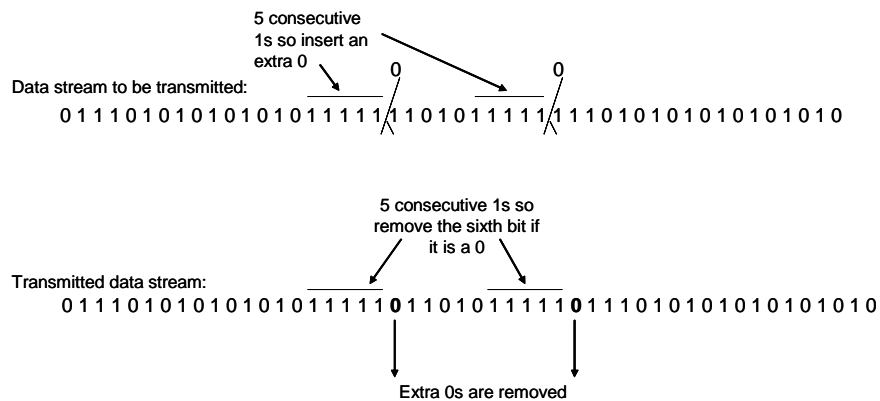 5 consecutive
1s so insert an
extra 0
0
0
Data stream to be transmitted:
0 1 1 1 0 1 0 1 0 1 0 1 0 1 0 1 1 1 1 1 1 1 0 1 0 1 1 1 1 1 1 1 1 0 1 0 1 0 1 0 1 0 1 0 1 0 1 0
5 consecutive 1s so
remove the sixth bit if
it is a 0
Transmitted data stream:
0 1 1 1 0 1 0 1 0 1 0 1 0 1 0 1 1 1 1 1 0 1 1 0 1 0 1 1 1 1 1 0 1 1 1 0 1 0 1 0 1 0 1 0 1 0 1 0 1 0
Extra 0s are removed